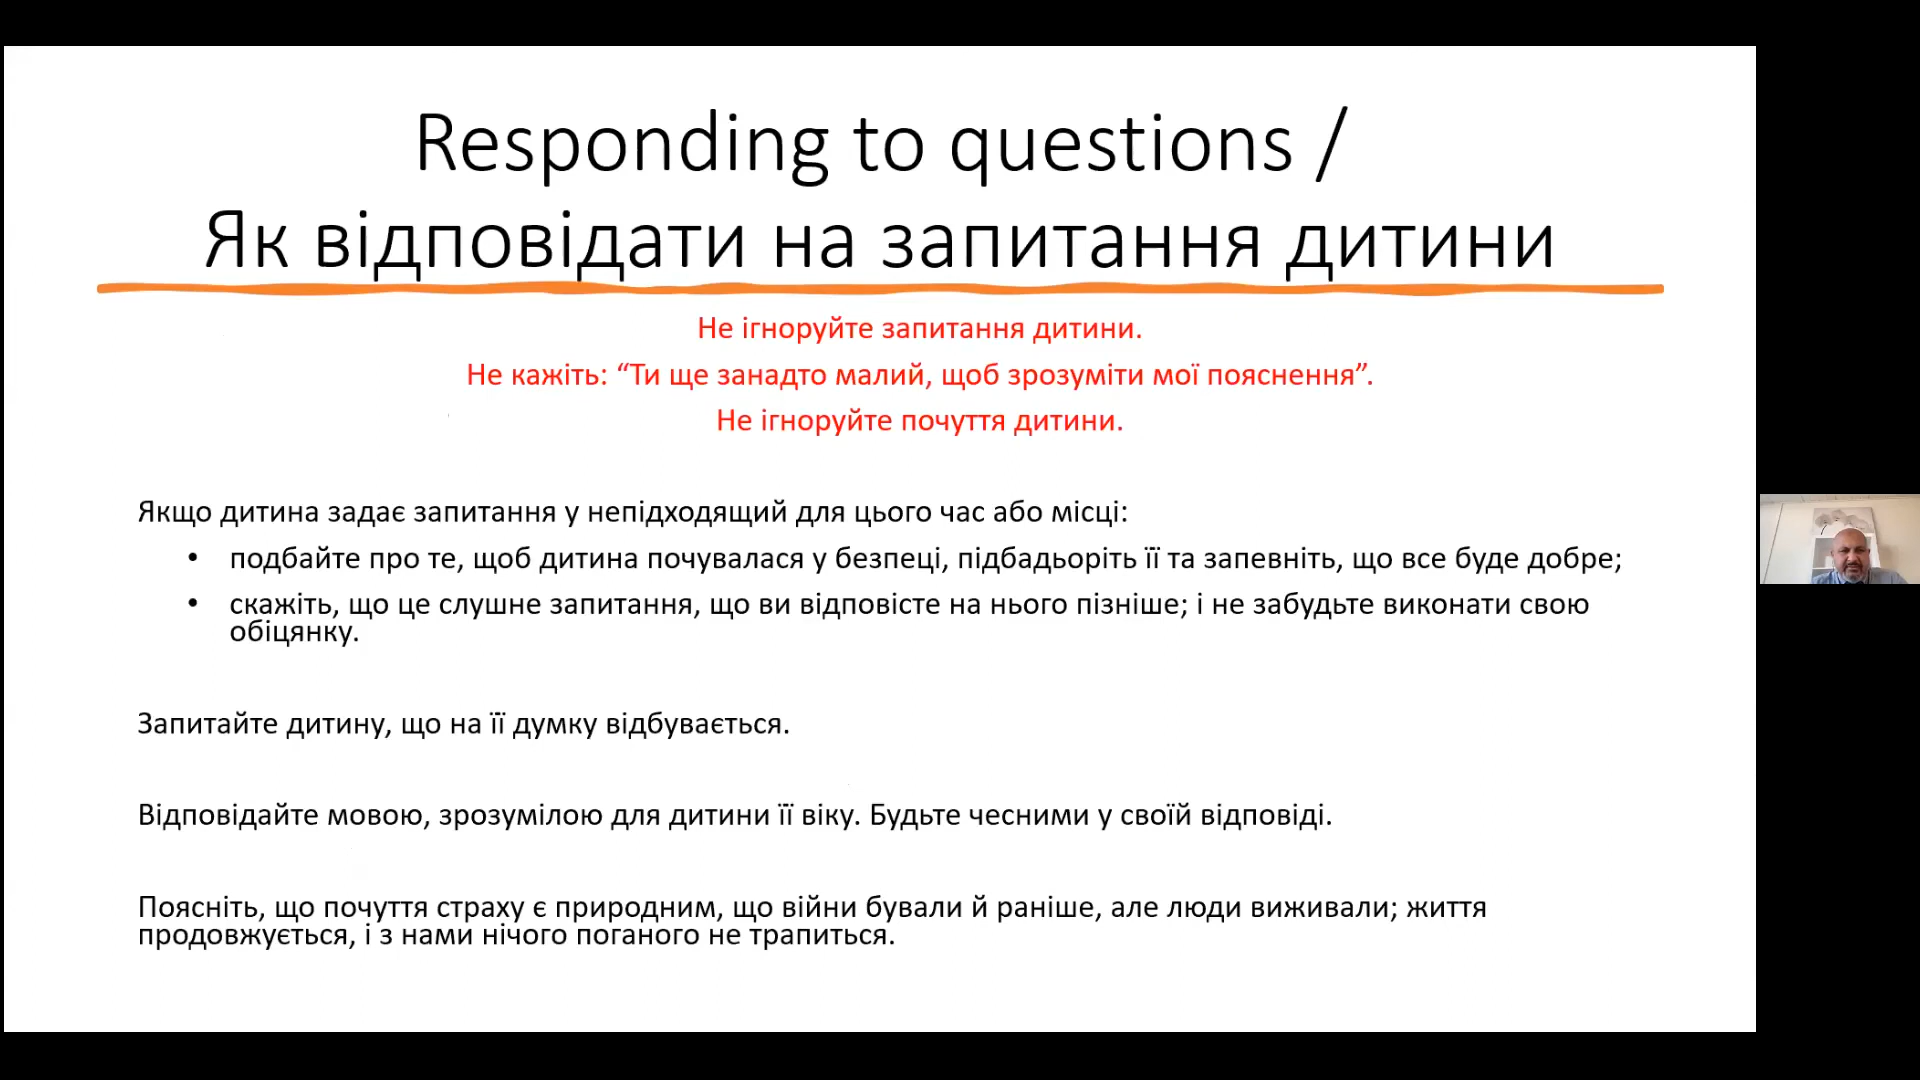 Responding to questions /
Як відповідати на запитання дитини
Не ігноруйте запитання дитини.
Не кажіть: “Ти ще занадто малий, щоб зрозуміти мої пояснення”.
Не ігноруйте почуття дитини.
Якщо дитина задає запитання у непідходящий для цього час або місці:
• подбайте про те, щоб дитина почувалася у безпеці, підбадьоріть її та запевніть, що все буде добре;
• скажіть, що це слушне запитання, що ви відповісте на нього пізніше; і не забудьте виконати свою
обіцянку.
Запитайте дитину, що на її думку відбувається.
Відповідайте мовою, зрозумілою для дитини її віку. Будьте чесними у своїй відповіді.
Поясніть, що почуття страху є природним, що війни бували й раніше, але люди виживали; життя
продовжується, і з нами нічого поганого не трапиться.